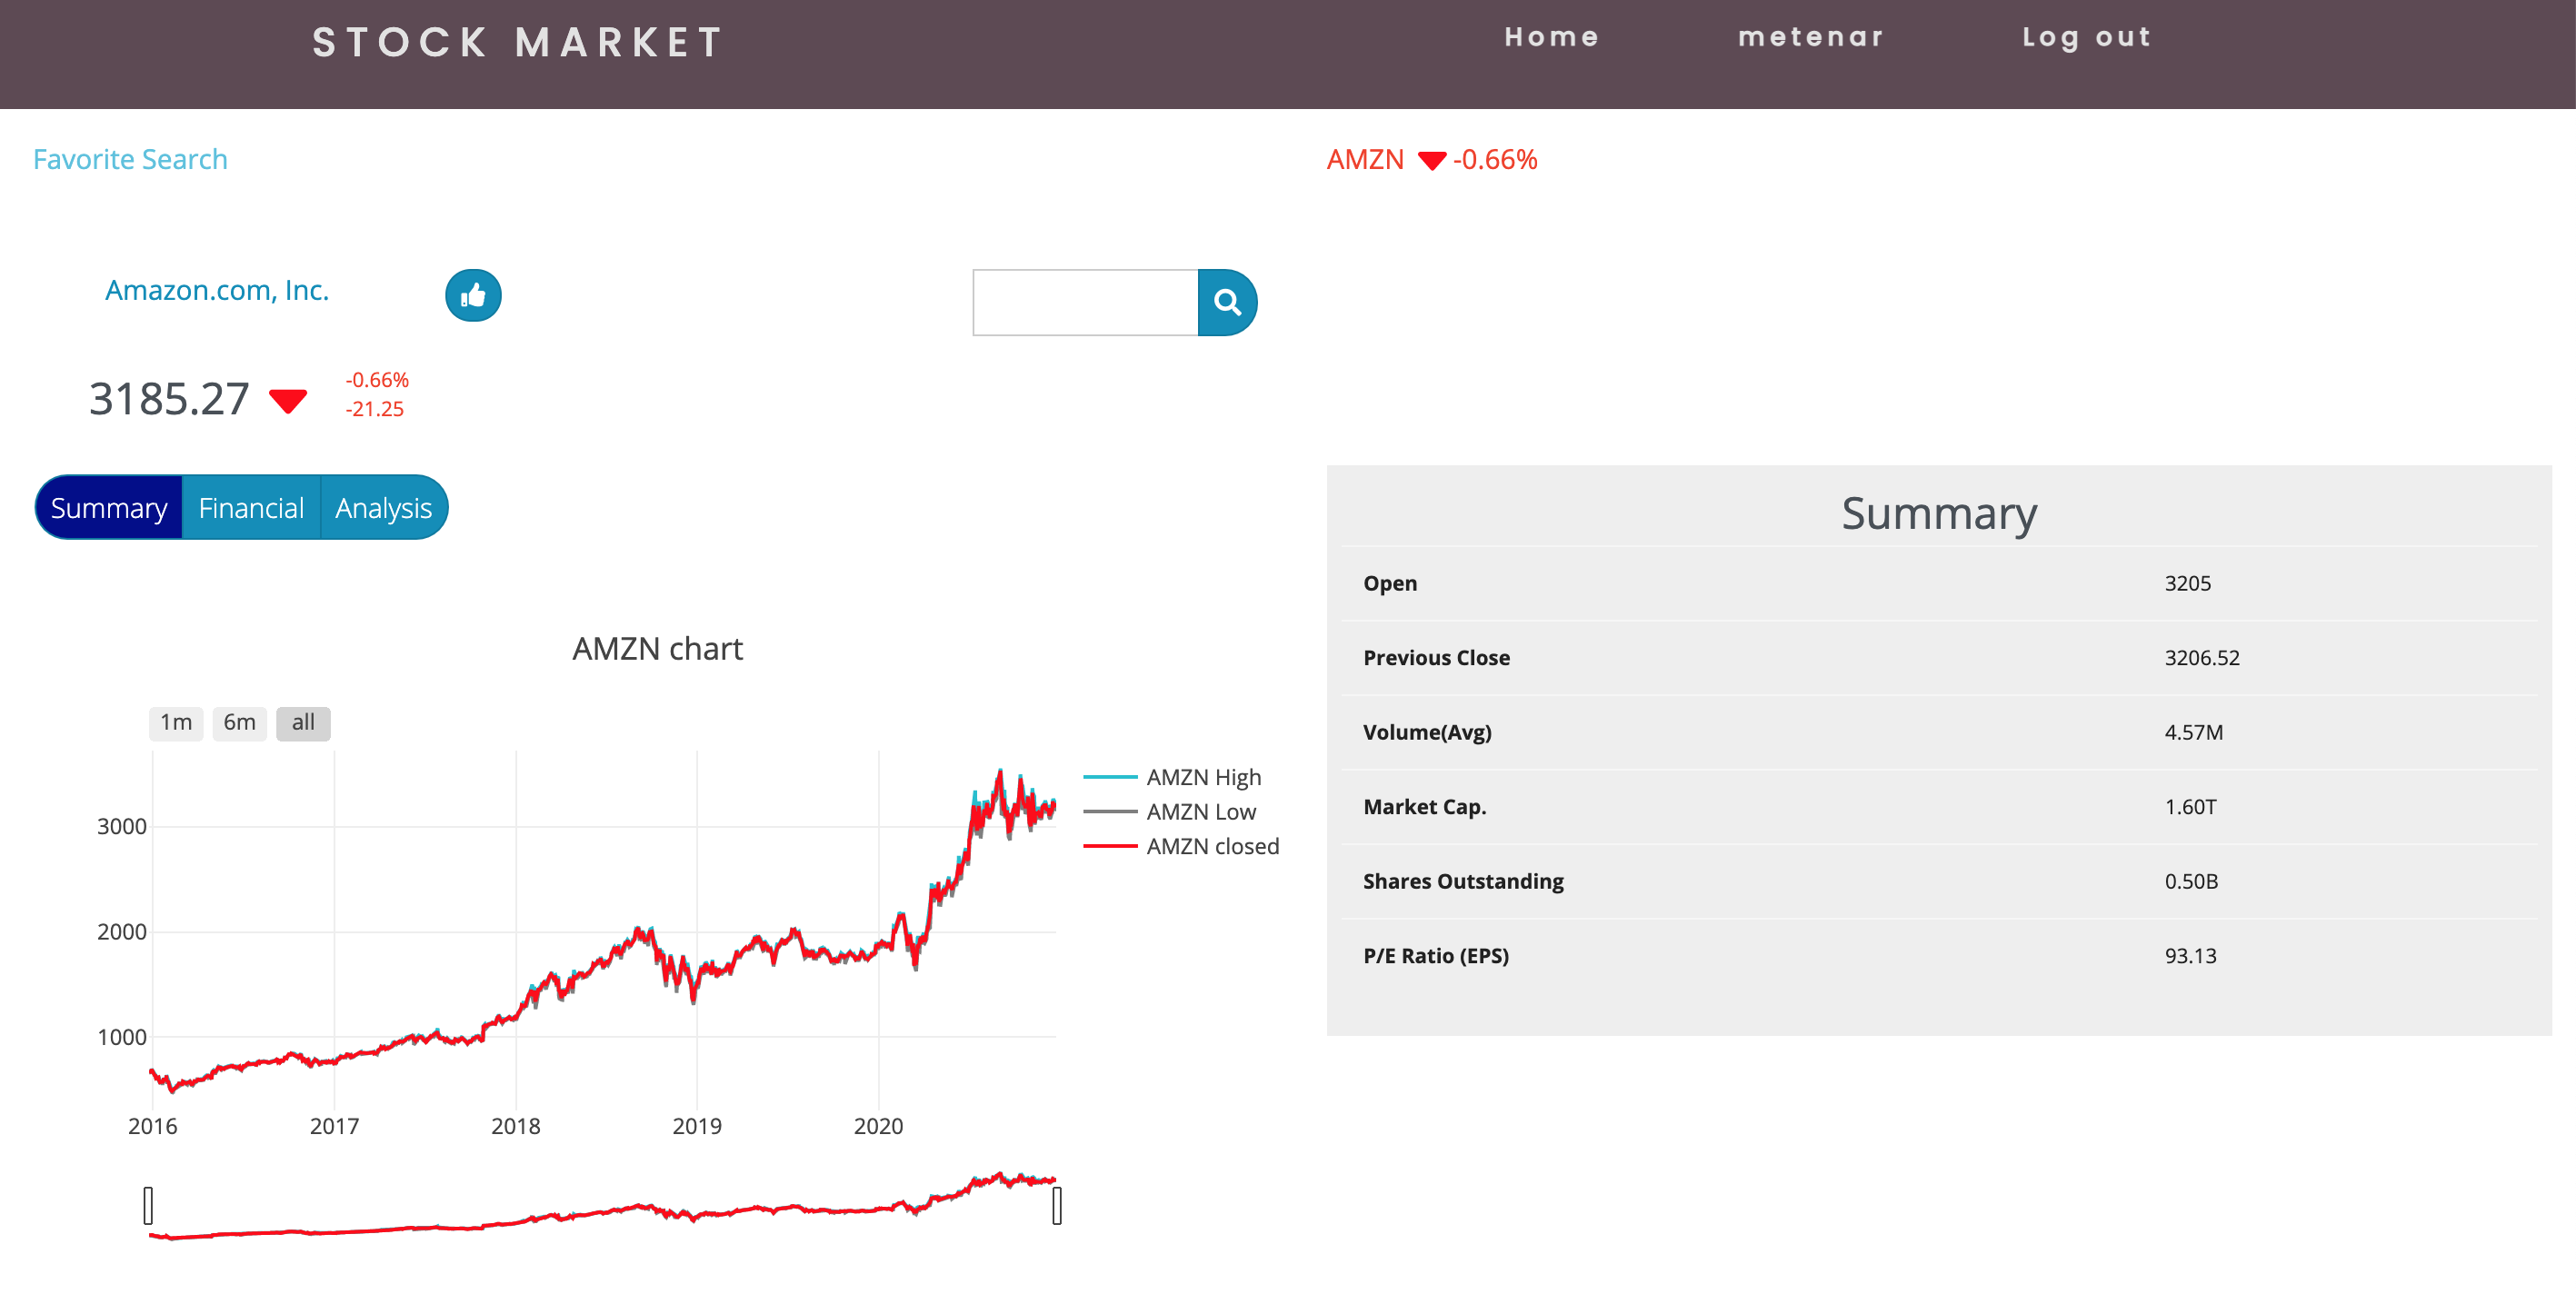 STOCK MARKET
Home
metenar
Log out
Favorite Search
AMZN -0.66%
Amazon.com, Inc.
3185.27
-0.66%
-21.25
Summary
Financial
Analysis
AMZN chart
1m
6m
all
AMZN High
AMZN Low
AMZN closed
3000
2000
1000
2016
2017
2018
2019
2020
Summary
Open 3205
Previous Close 3206.52
Volume(Avg) 4.57M
Market Cap. 1.60T
Shares Outstanding 0.50B
P/E Ratio (EPS) 93.13